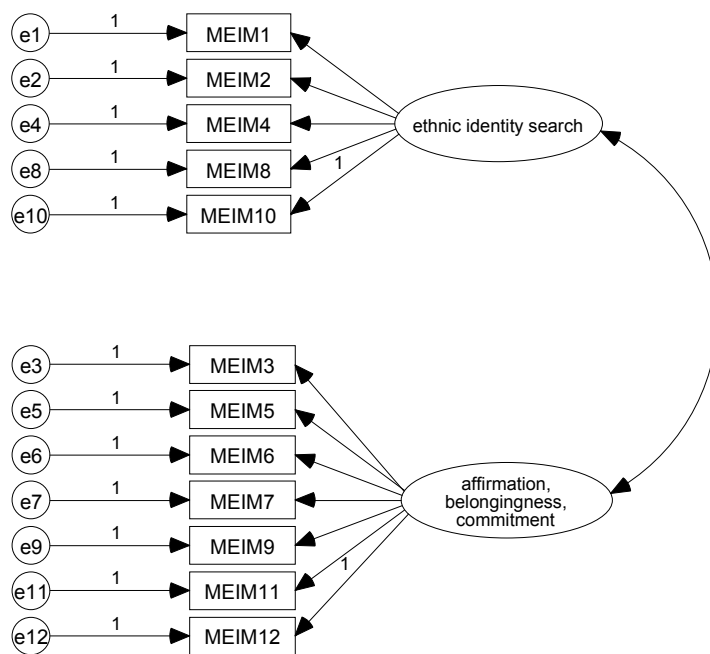 e1 1 MEIM1
e2 1 MEIM2
e4 1 MEIM4
e8 1 MEIM8
e10 1 MEIM10
1
ethnic identity search
e3 1 MEIM3
e5 1 MEIM5
e6 1 MEIM6
e7 1 MEIM7
e9 1 MEIM9
e11 1 MEIM11
e12 1 MEIM12
1
affirmation,
belongingness,
commitment